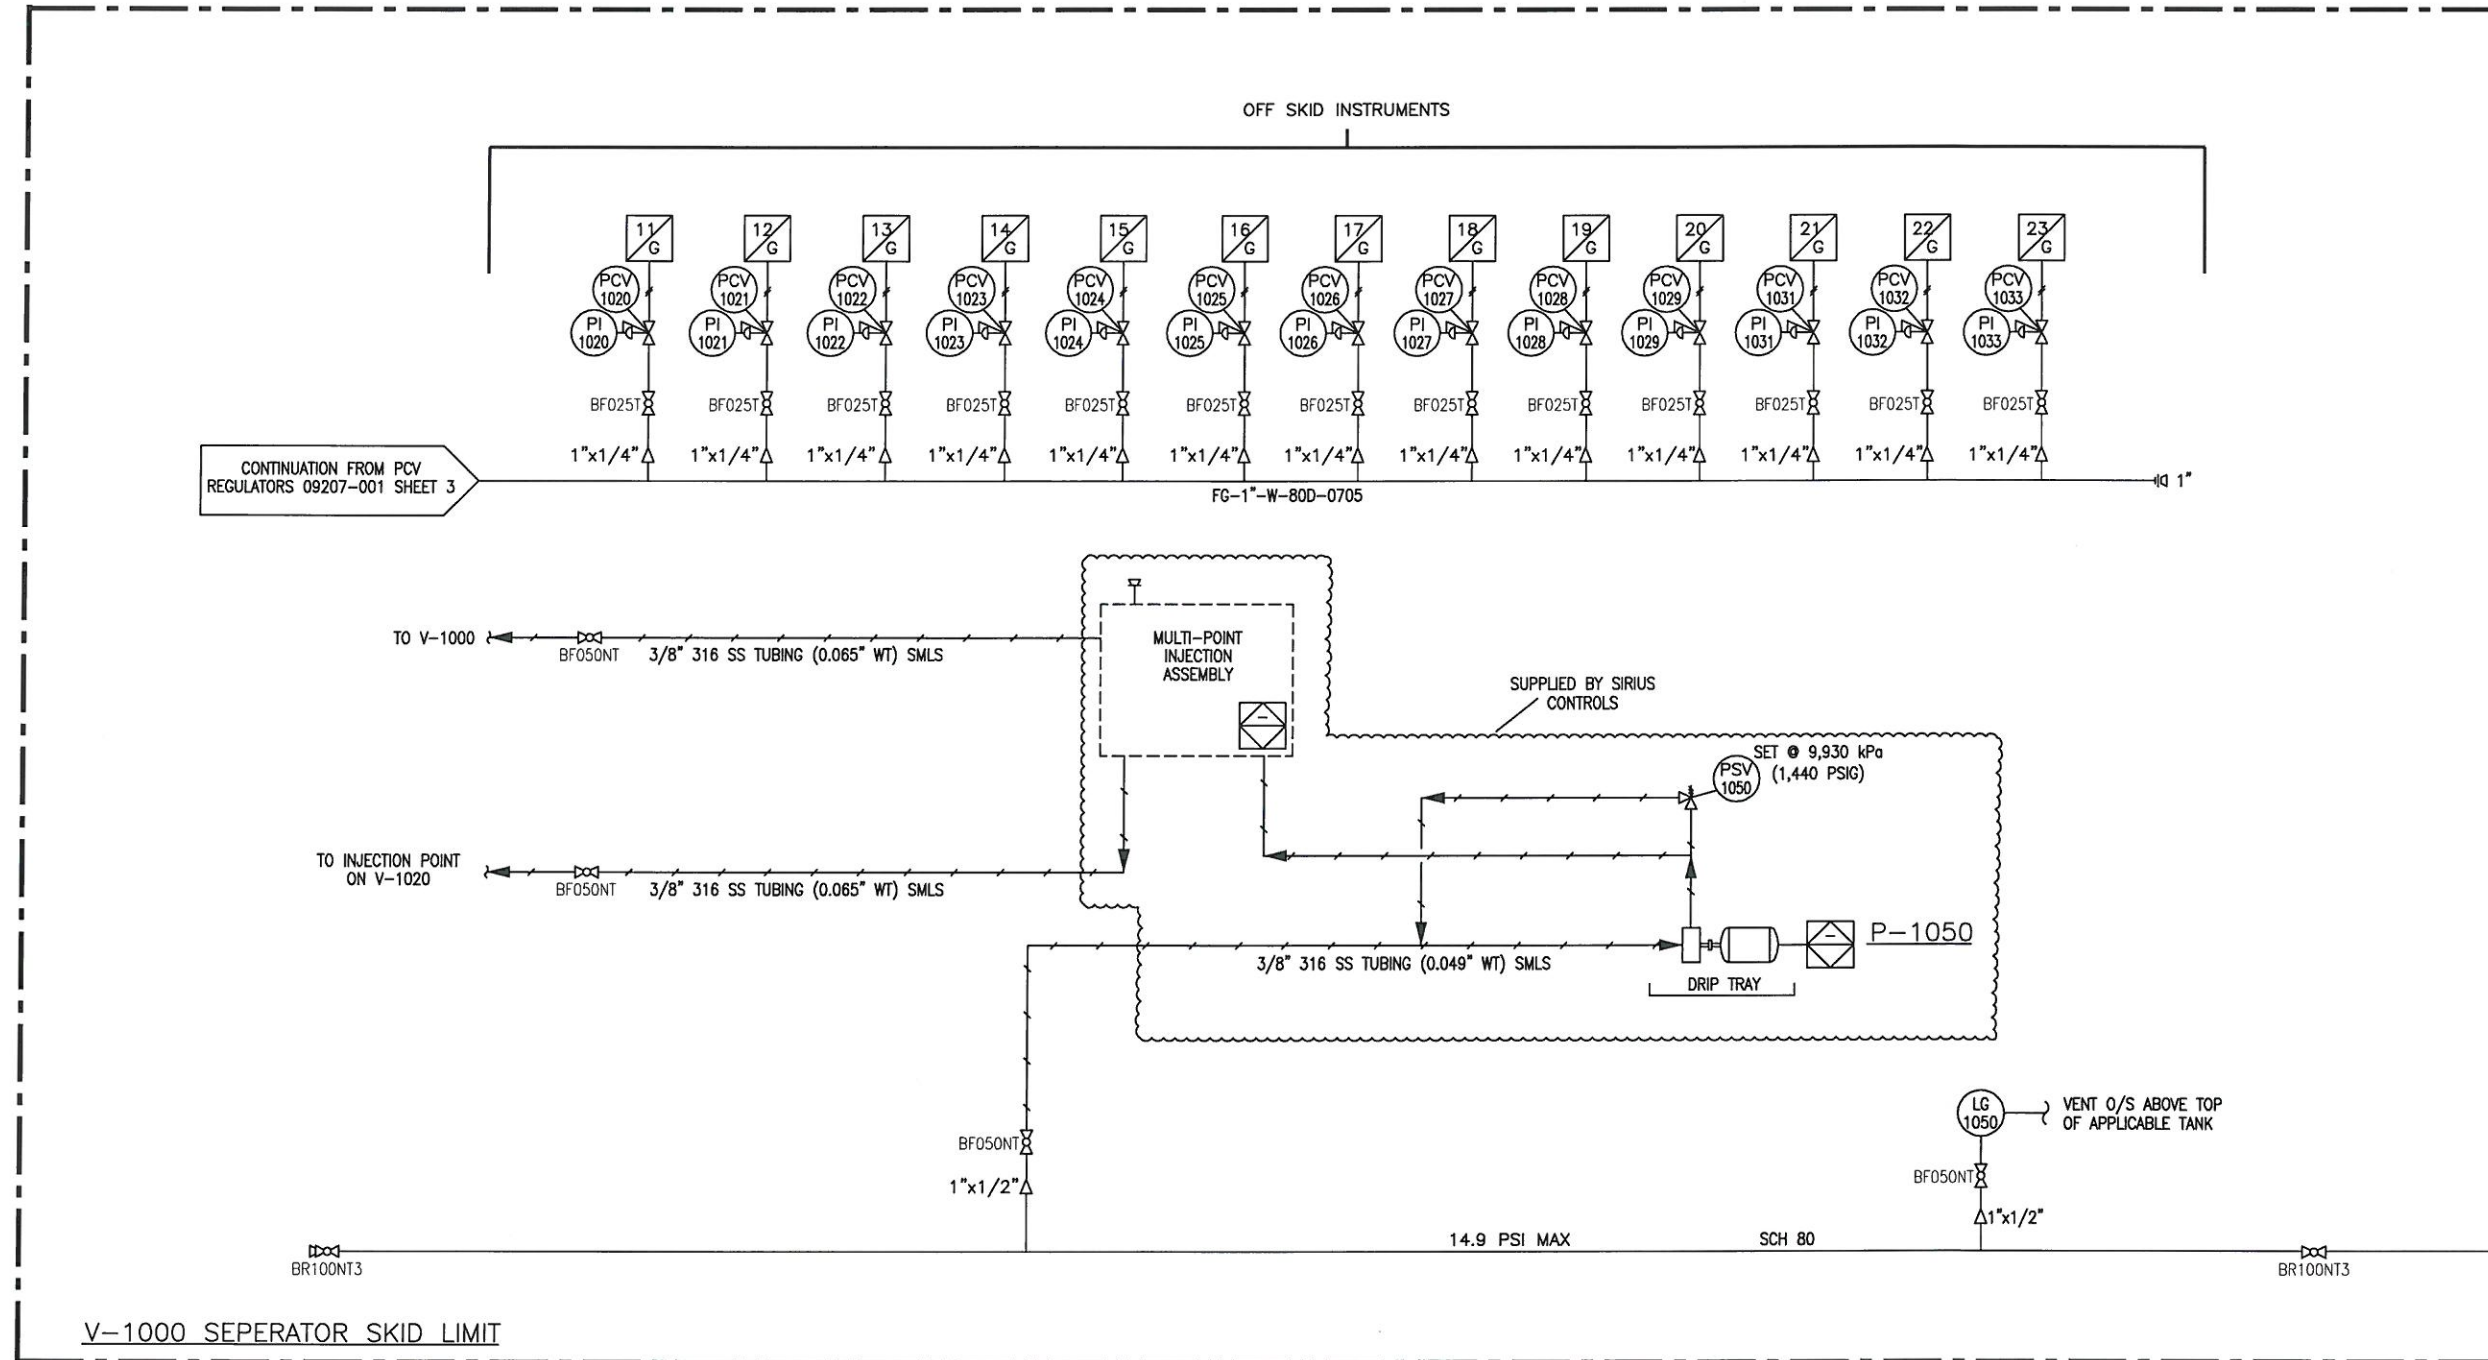 OFF SKID INSTRUMENTS
11 G
12 G
13 G
14 G
15 G
16 G
17 G
18 G
19 G
20 G
21 G
22 G
23 G
PCV 1020
PCV 1021
PCV 1022
PCV 1023
PCV 1024
PCV 1025
PCV 1026
PCV 1027
PCV 1028
PCV 1029
PCV 1031
PCV 1032
PCV 1033
PI 1020
PI 1021
PI 1022
PI 1023
PI 1024
PI 1025
PI 1026
PI 1027
PI 1028
PI 1029
PI 1031
PI 1032
PI 1033
BF025T BF025T BF025T BF025T BF025T BF025T BF025T BF025T BF025T BF025T BF025T BF025T BF025T
1"x1/4" 1"x1/4" 1"x1/4" 1"x1/4" 1"x1/4" 1"x1/4" 1"x1/4" 1"x1/4" 1"x1/4" 1"x1/4" 1"x1/4" 1"x1/4" 1"x1/4"
CONTINUATION FROM PCV
REGULATORS 09207-001 SHEET 3
FG-1"-W-80D-0705
1"
TO V-1000
BF050NT
3/8" 316 SS TUBING (0.065" WT) SMLS
MULTI-POINT
INJECTION
ASSEMBLY
SUPPLIED BY SIRIUS
CONTROLS
SET @ 9,930 kPa
(1,440 PSIG)
PSV
1050
TO INJECTION POINT
ON V-1020
BF050NT
3/8" 316 SS TUBING (0.065" WT) SMLS
P-1050
3/8" 316 SS TUBING (0.049" WT) SMLS
DRIP TRAY
LG
1050
VENT O/S ABOVE TOP
OF APPLICABLE TANK
BF050NT
1"x1/2"
BF050NT
1"x1/2"
14.9 PSI MAX
SCH 80
BR100NT3
BR100NT3
V-1000 SEPERATOR SKID LIMIT